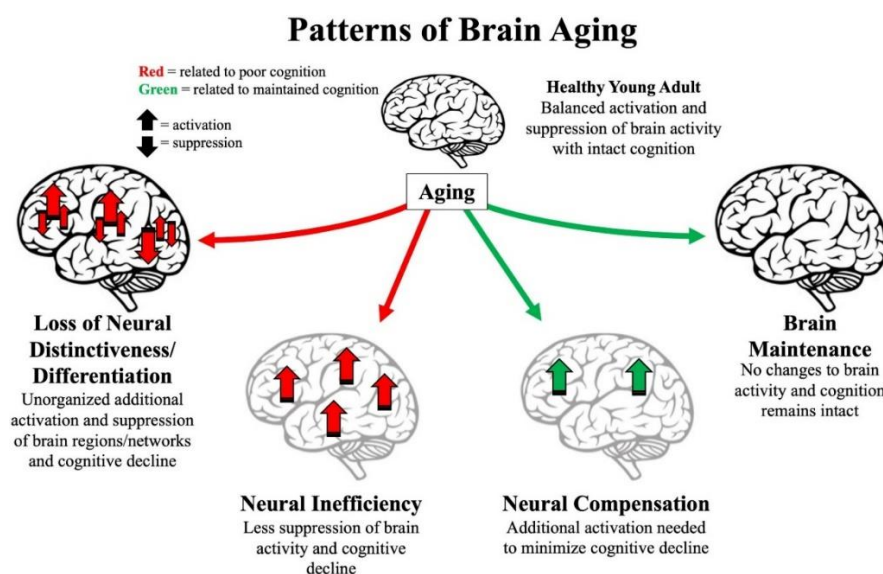 Patterns of Brain Aging
Red = related to poor cognition
Green = related to maintained cognition
= activation
= suppression
Healthy Young Adult
Balanced activation and
suppression of brain activity
with intact cognition
Aging
Loss of Neural
Distinctiveness/
Differentiation
Unorganized additional
activation and suppression
of brain regions/networks
and cognitive decline
Neural Inefficiency
Less suppression of brain
activity and cognitive
decline
Neural Compensation
Additional activation needed
to minimize cognitive decline
Brain
Maintenance
No changes to brain
activity and cognition
remains intact